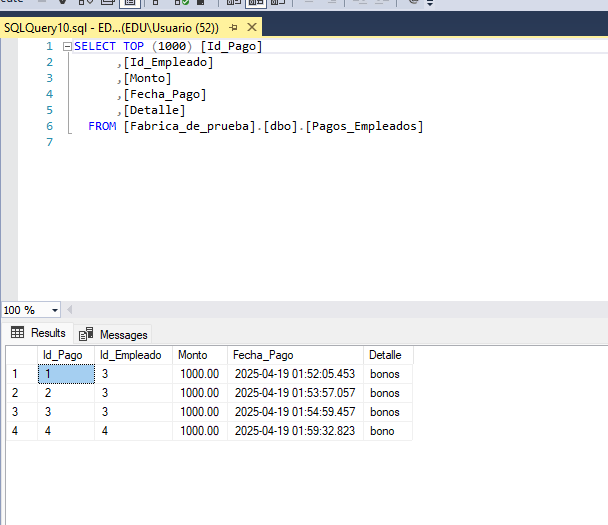 SQLQuery10.sql - ED...(EDU\Usuario (52))
1 SELECT TOP (1000) [Id_Pago]
2 ,[Id_Empleado]
3 ,[Monto]
4 ,[Fecha_Pago]
5 ,[Detalle]
6 FROM [Fabrica_de_prueba].[dbo].[Pagos_Empleados]
7
100 %
Results Messages
Id_Pago Id_Empleado Monto Fecha_Pago Detalle
1 1 3 1000.00 2025-04-19 01:52:05.453 bonos
2 2 3 1000.00 2025-04-19 01:53:57.057 bonos
3 3 3 1000.00 2025-04-19 01:54:59.457 bonos
4 4 4 1000.00 2025-04-19 01:59:32.823 bono